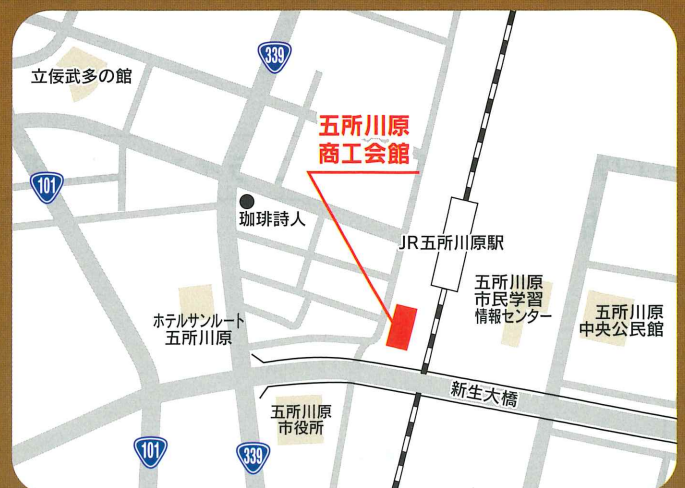 339
立佞武多の館
五所川原
商工会館
101
珈琲詩人
JR五所川原駅
五所川原
市民学習
情報センター
五所川原
中央公民館
ホテルサンルート
五所川原
新生大橋
五所川原
市役所
101
339